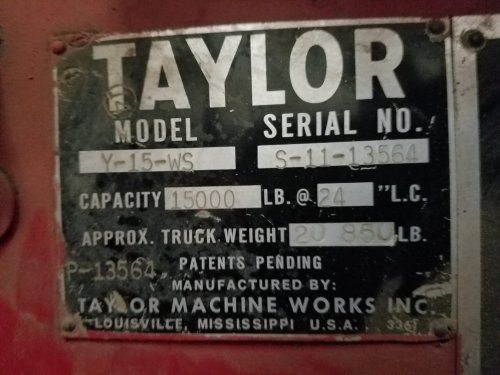 TAYLOR
MODEL SERIAL NO.
Y-15-WS S-11-13564
CAPACITY 15000 LB. @ 24 "L.C.
APPROX. TRUCK WEIGHT 20 850 LB.
P-13564 PATENTS PENDING
MANUFACTURED BY:
TAYLOR MACHINE WORKS INC.
LOUISVILLE, MISSISSIPPI U.S.A. 3361